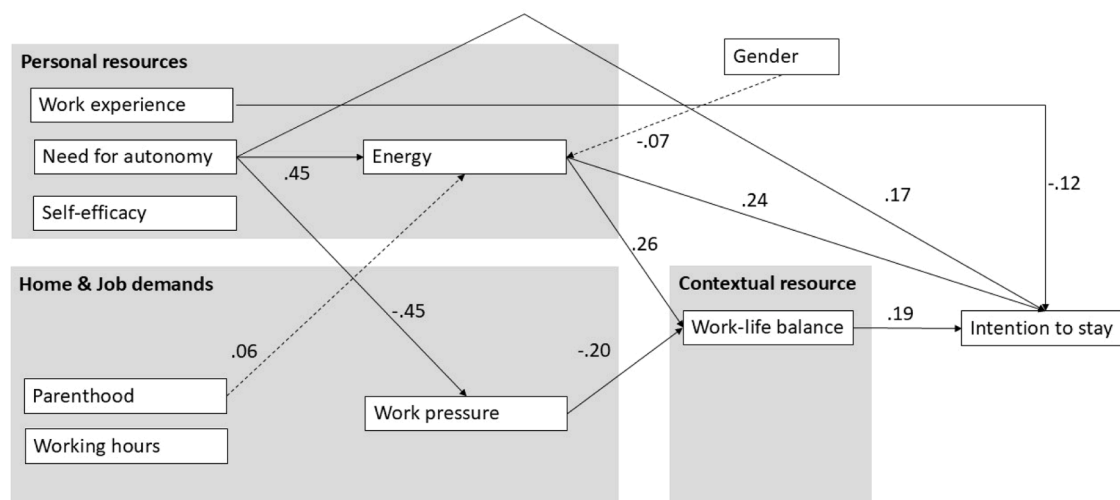 Personal resources
Gender
Work experience
Need for autonomy
Energy
-.07
.45
-.12
Self-efficacy
.24
.17
.26
Home & Job demands
Contextual resource
-.45
.19
Work-life balance
Intention to stay
.06
-.20
Parenthood
Work pressure
Working hours